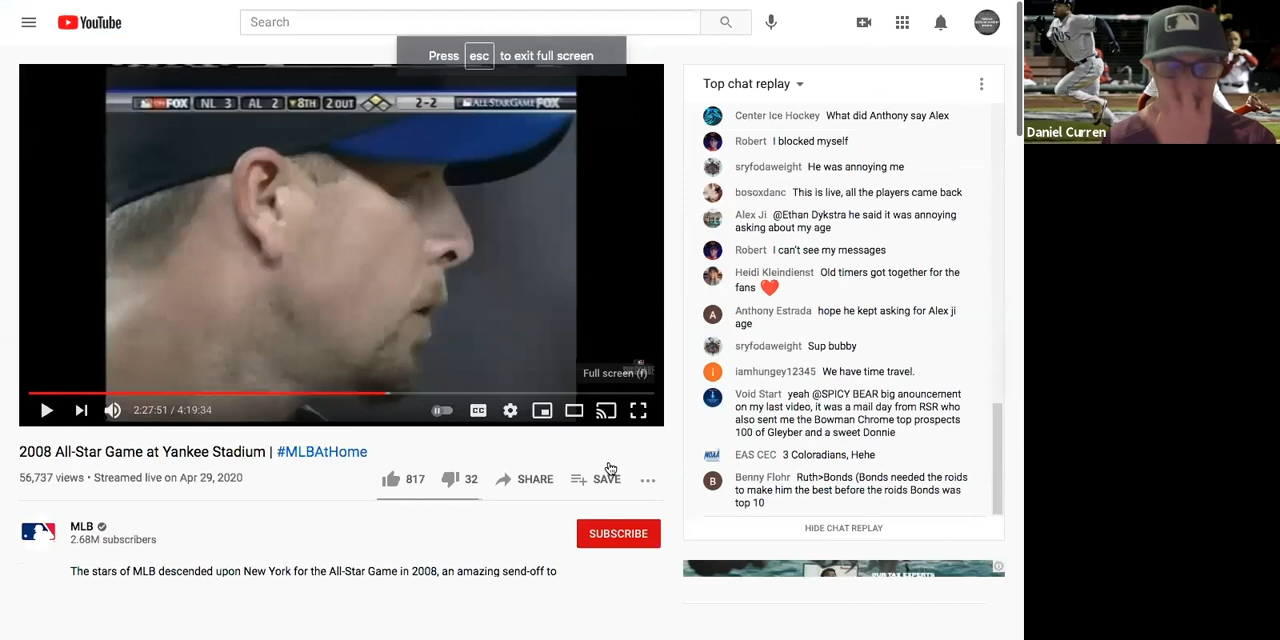 YouTube
Search
Press esc to exit full screen
MLB on FOX NL 3 AL 2 ▼8TH 2 OUT 2-2 ALL STAR GAME FOX
Full screen (f)
2:27:51 / 4:19:34
CC
2008 All-Star Game at Yankee Stadium | #MLBAtHome
56,737 views • Streamed live on Apr 29, 2020
817
32
SHARE
SAVE
MLB
2.68M subscribers
SUBSCRIBE
The stars of MLB descended upon New York for the All-Star Game in 2008, an amazing send-off to
Top chat replay
Center Ice Hockey What did Anthony say Alex
Robert I blocked myself
sryfodaweight He was annoying me
bosoxdanc This is live, all the players came back
Alex Ji @Ethan Dykstra he said it was annoying
asking about my age
Robert I can't see my messages
Heidi Kleindienst Old timers got together for the
fans ❤️
A
Anthony Estrada hope he kept asking for Alex ji
age
sryfodaweight Sup bubby
i
iamhungey12345 We have time travel.
Void Start yeah @SPICY BEAR big anouncement
on my last video, it was a mail day from RSR who
also sent me the Bowman Chrome top prospects
100 of Gleyber and a sweet Donnie
EAS CEC 3 Coloradians, Hehe
B
Benny Flohr Ruth>Bonds (Bonds needed the roids
to make him the best before the roids Bonds was
top 10
HIDE CHAT REPLAY
Daniel Curren